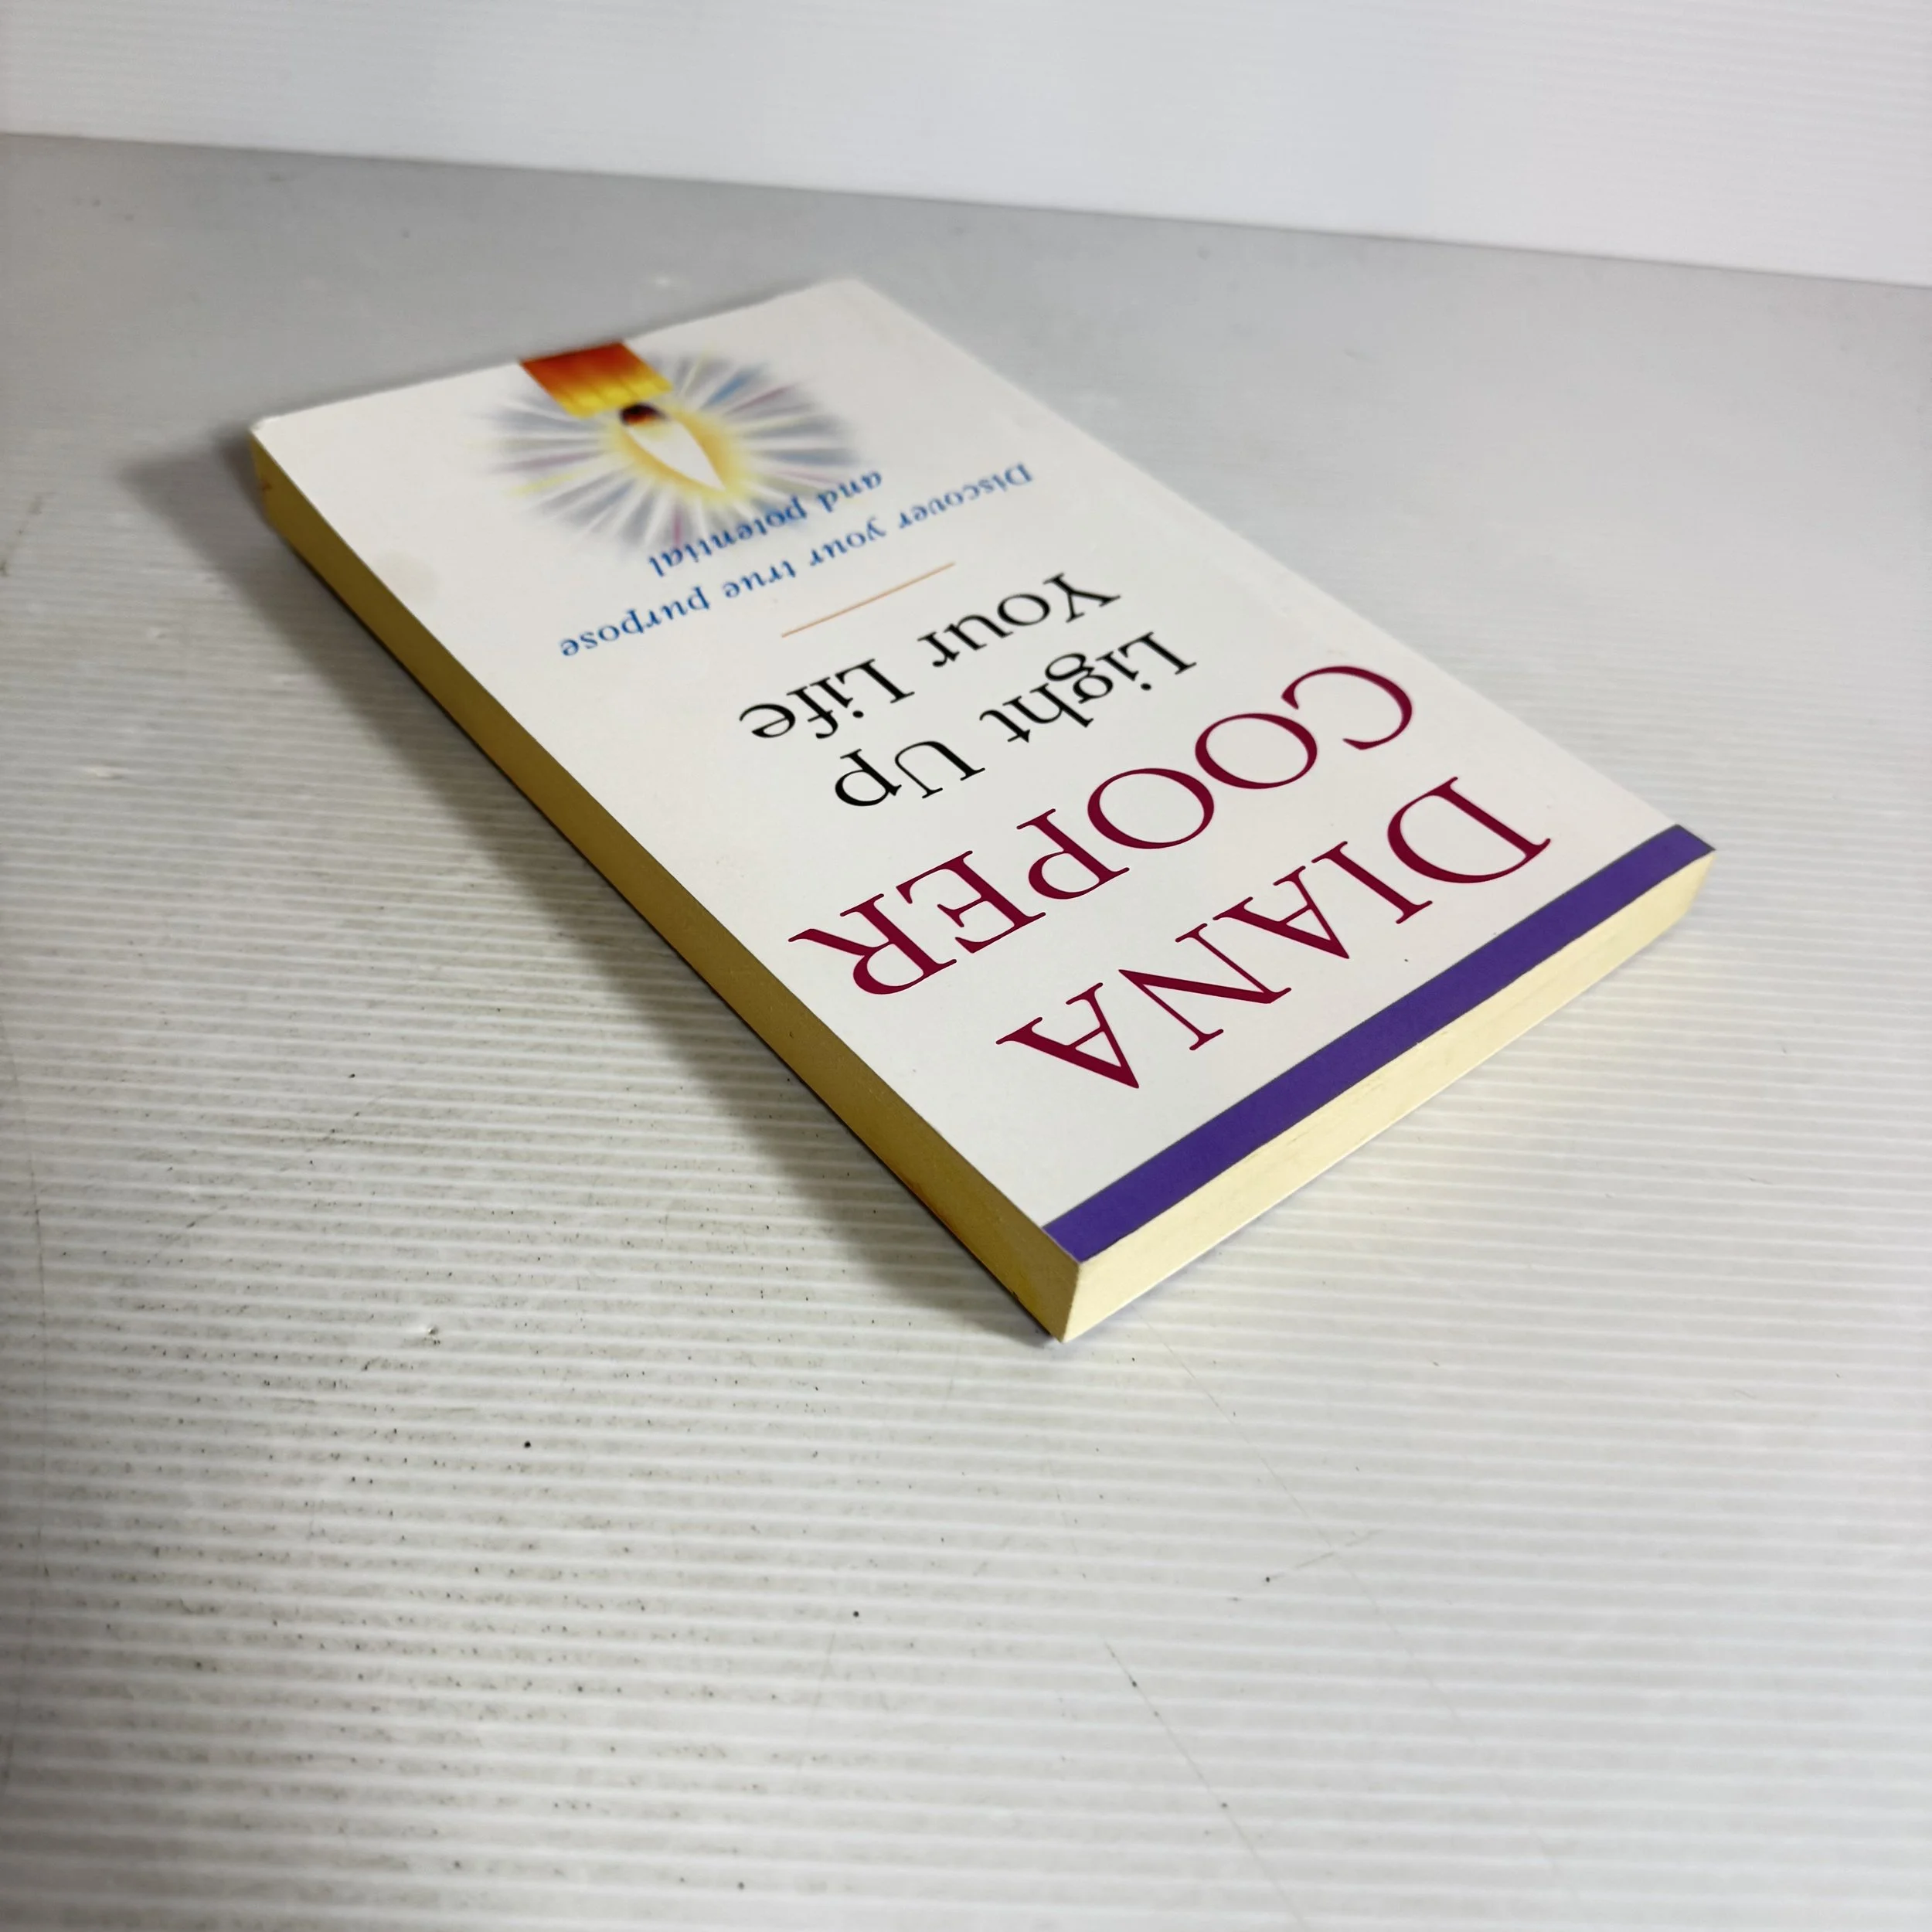 DIANA
COOPER
Light Up
Your Life
Discover your true purpose
and potential